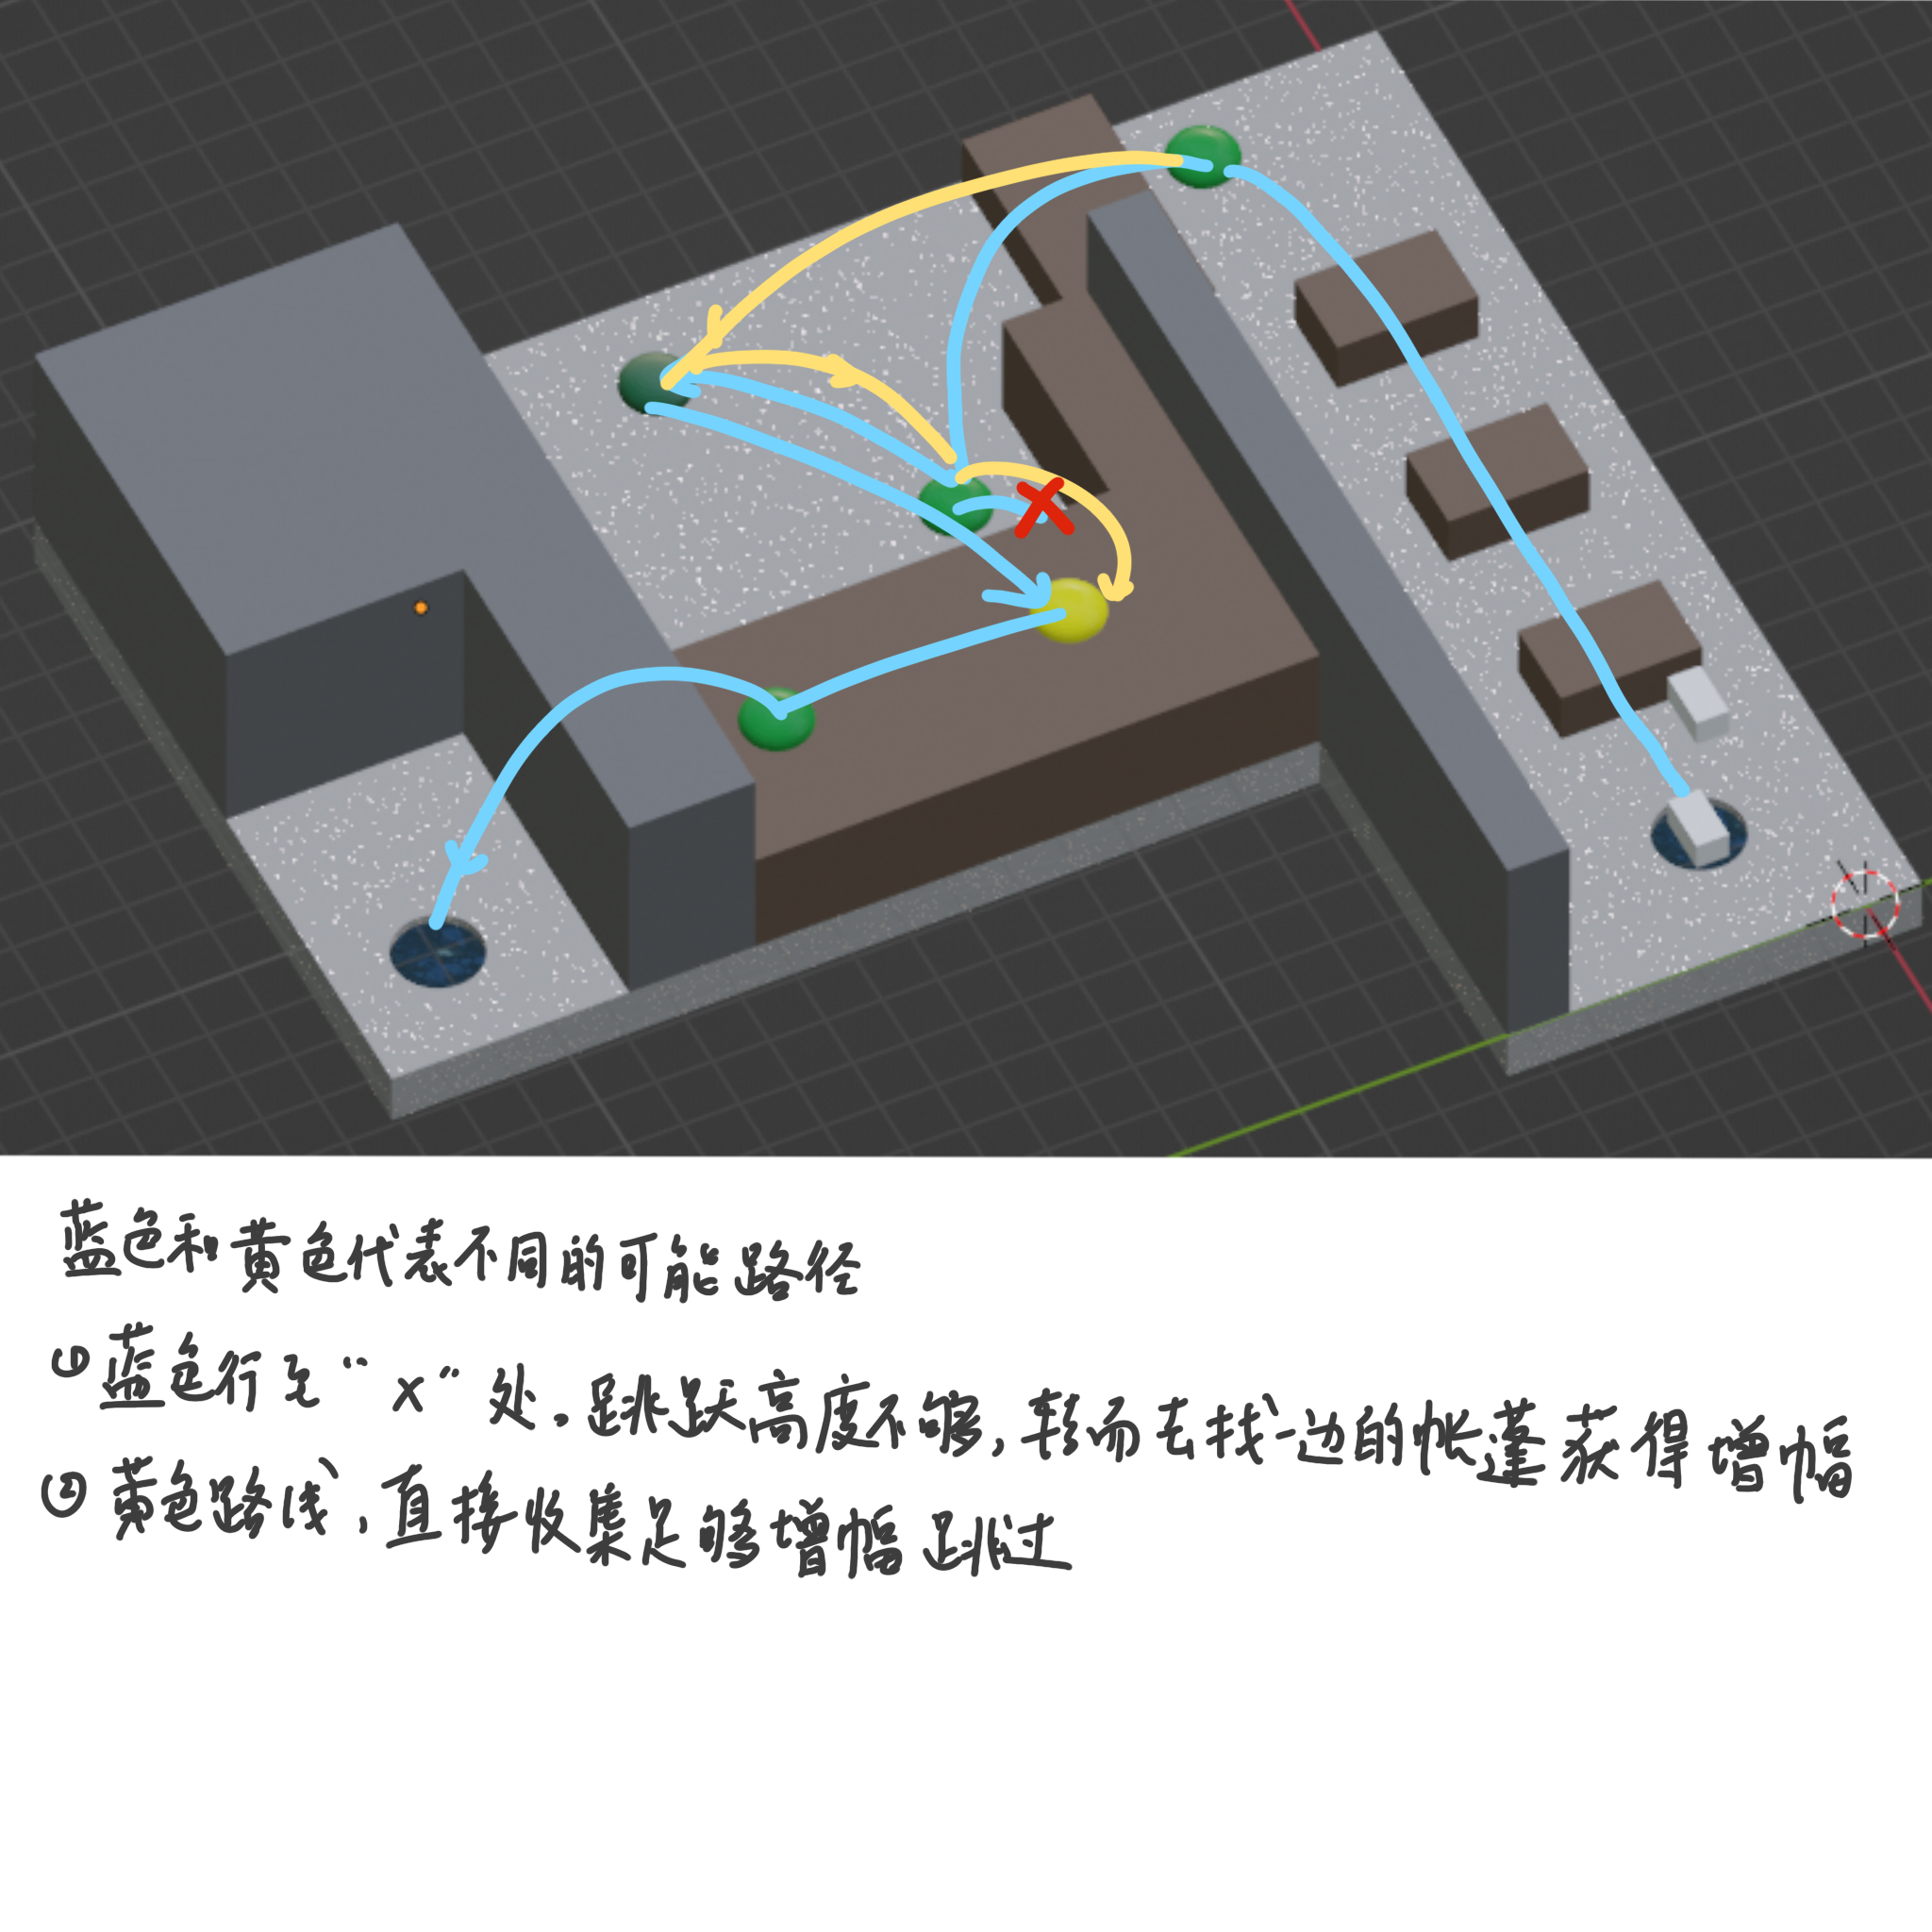 蓝色和黄色代表不同的可能路径
① 蓝色行至“x”处.跳跃高度不够,转而去找一边的帐蓬获得增幅
② 黄色路线,直接收集足够增幅跳过